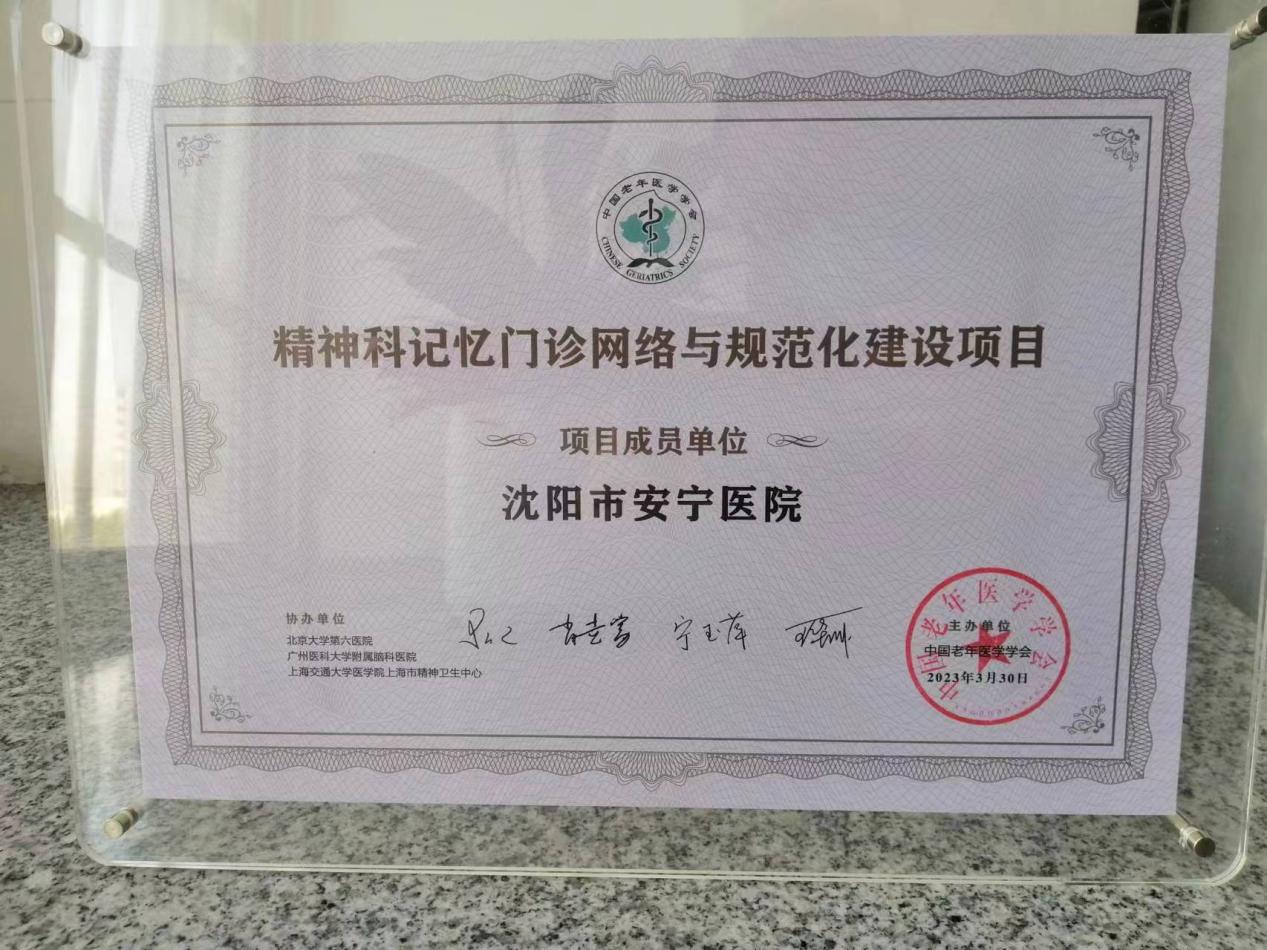 中国老年医学学会
CHINESE GERIATRICS SOCIETY
精神科记忆门诊网络与规范化建设项目
项目成员单位
沈阳市安宁医院
协办单位
北京大学第六医院
广州医科大学附属脑科医院
上海交通大学医学院上海市精神卫生中心
宁玉萍
中国老年医学学会
主办单位
中国老年医学学会
2023年3月30日